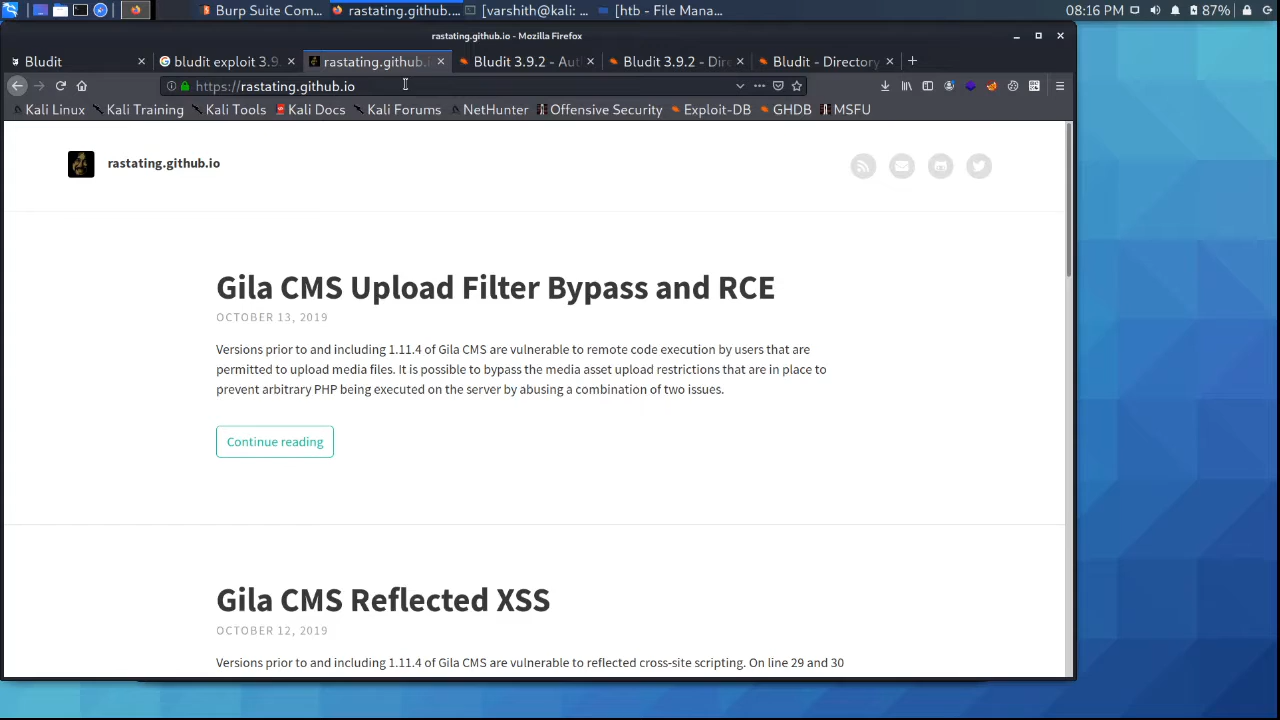 Burp Suite Com...
rastating.github....
[varshith@kali: ...
[htb - File Mana...
08:16 PM
87%
rastating.github.io - Mozilla Firefox
Bludit
bludit exploit 3.9.
rastating.github.i
Bludit 3.9.2 - Aut
Bludit 3.9.2 - Dire
Bludit - Directory
https://rastating.github.io
Kali Linux
Kali Training
Kali Tools
Kali Docs
Kali Forums
NetHunter
Offensive Security
Exploit-DB
GHDB
MSFU
rastating.github.io
Gila CMS Upload Filter Bypass and RCE
OCTOBER 13, 2019
Versions prior to and including 1.11.4 of Gila CMS are vulnerable to remote code execution by users that are
permitted to upload media files. It is possible to bypass the media asset upload restrictions that are in place to
prevent arbitrary PHP being executed on the server by abusing a combination of two issues.
Continue reading
Gila CMS Reflected XSS
OCTOBER 12, 2019
Versions prior to and including 1.11.4 of Gila CMS are vulnerable to reflected cross-site scripting. On line 29 and 30